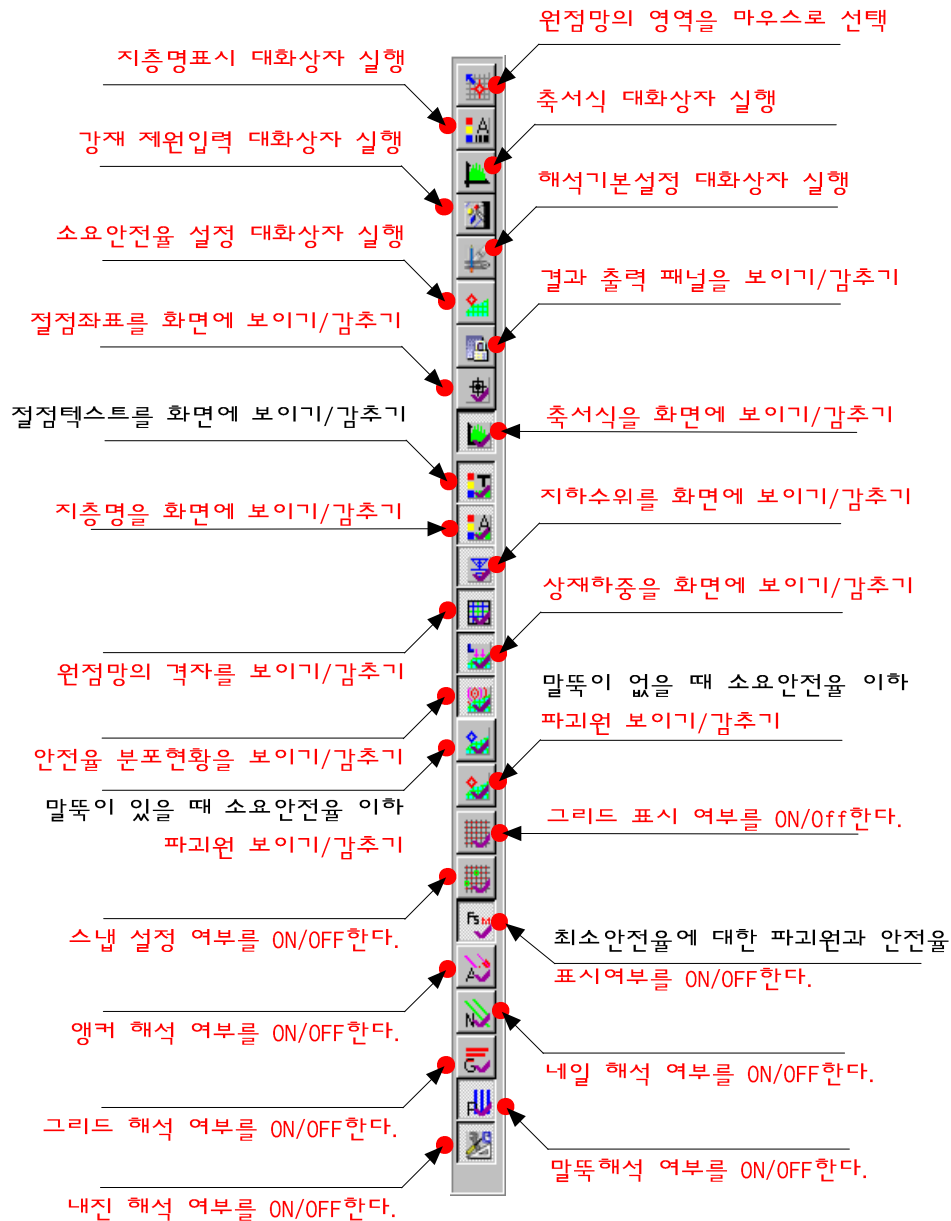 원점망의 영역을 마우스로 선택
지층명표시 대화상자 실행
축서식 대화상자 실행
강재 제원입력 대화상자 실행
해석기본설정 대화상자 실행
소요안전율 설정 대화상자 실행
결과 출력 패널을 보이기/감추기
절점좌표를 화면에 보이기/감추기
절점텍스트를 화면에 보이기/감추기
축서식을 화면에 보이기/감추기
지층명을 화면에 보이기/감추기
지하수위를 화면에 보이기/감추기
상재하중을 화면에 보이기/감추기
원점망의 격자를 보이기/감추기
말뚝이 없을 때 소요안전율 이하
파괴원 보이기/감추기
안전율 분포현황을 보이기/감추기
말뚝이 있을 때 소요안전율 이하
파괴원 보이기/감추기
그리드 표시 여부를 ON/Off한다.
스냅 설정 여부를 ON/OFF한다.
최소안전율에 대한 파괴원과 안전율
표시여부를 ON/OFF한다.
앵커 해석 여부를 ON/OFF한다.
네일 해석 여부를 ON/OFF한다.
그리드 해석 여부를 ON/OFF한다.
말뚝해석 여부를 ON/OFF한다.
내진 해석 여부를 ON/OFF한다.
A
T
A
L
Fs M
A
N
G
P